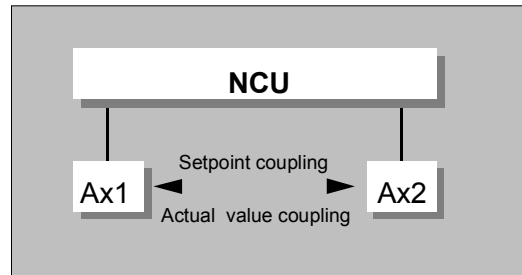 NCU
Setpoint coupling
Ax1
Ax2
Actual value coupling